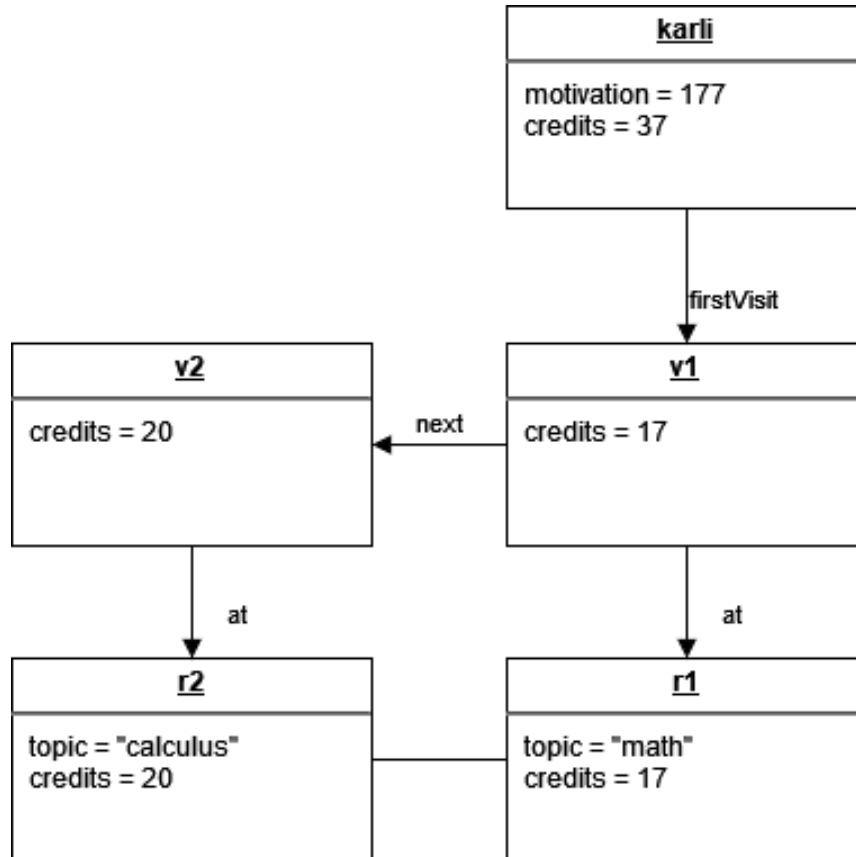 karli
motivation = 177
credits = 37
firstVisit
v2
credits = 20
next
v1
credits = 17
at
at
r2
topic = "calculus"
credits = 20
r1
topic = "math"
credits = 17